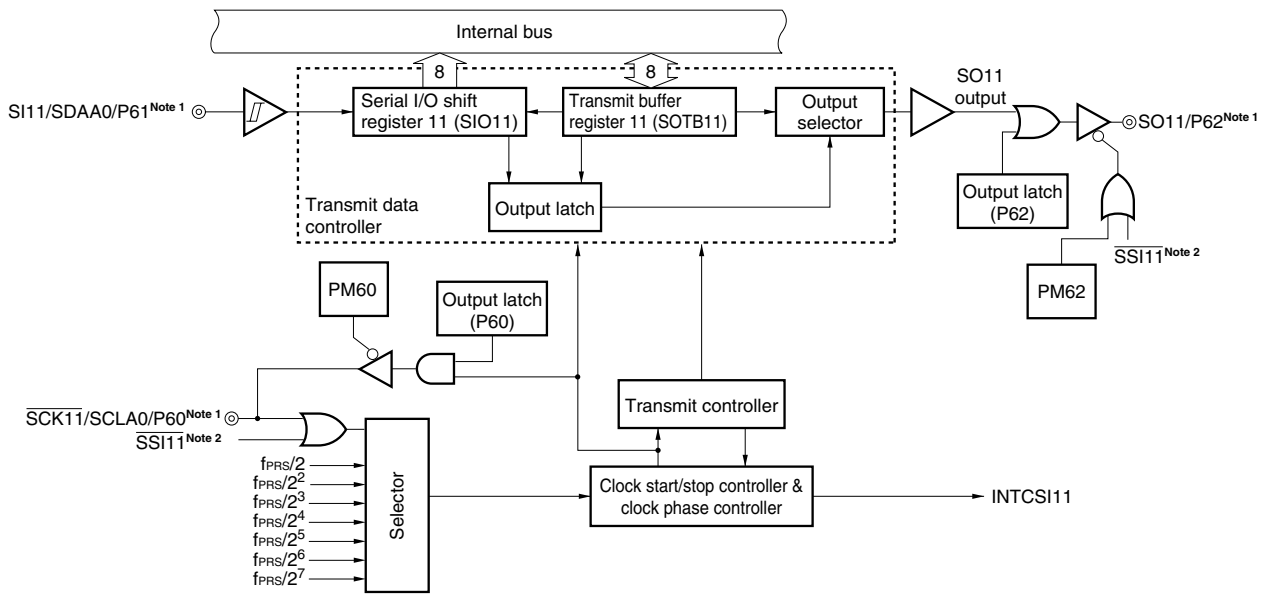 Internal bus
8
8
SI11/SDAA0/P61Note 1
Serial I/O shift
register 11 (SIO11)
Transmit buffer
register 11 (SOTB11)
Output
selector
SO11
output
SO11/P62Note 1
Output latch
Transmit data
controller
Output latch
(P62)
SSI11Note 2
PM62
PM60
Output latch
(P60)
Transmit controller
SCK11/SCLA0/P60Note 1
SSI11Note 2
fPRS/2
fPRS/2²
fPRS/2³
fPRS/2⁴
fPRS/2⁵
fPRS/2⁶
fPRS/2⁷
Selector
Clock start/stop controller &
clock phase controller
INTCSI11